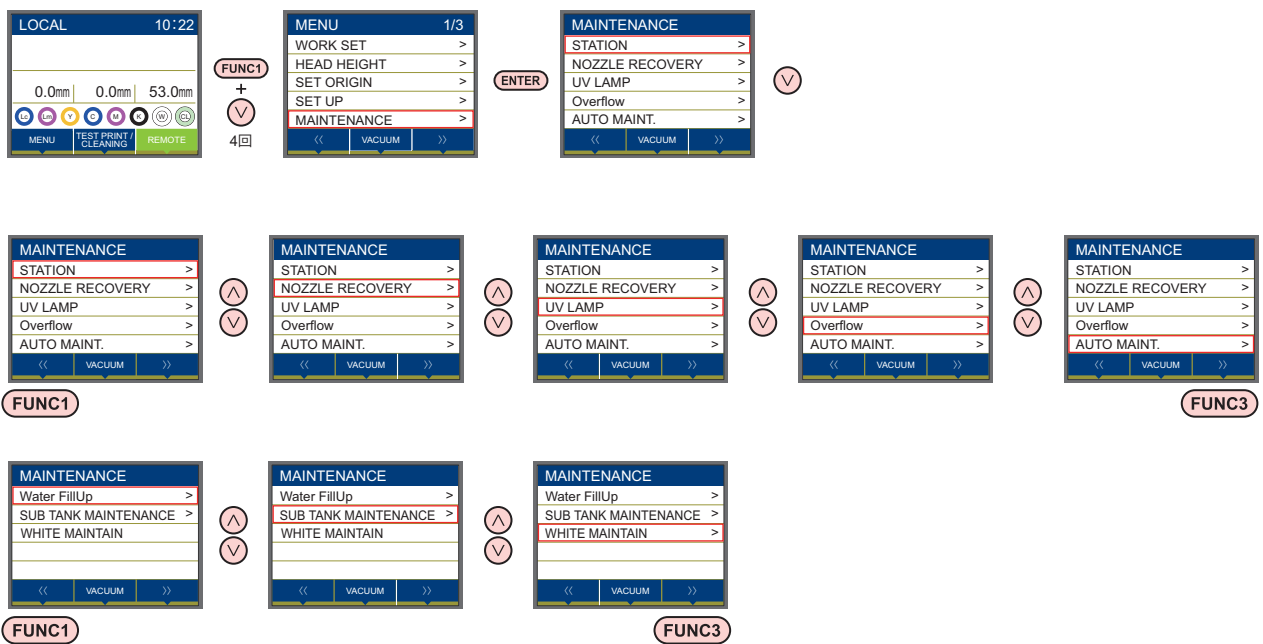 LOCAL 10:22
0.0mm 0.0mm 53.0mm
Lc Lm Y C M K W CL
MENU TEST PRINT / CLEANING REMOTE
FUNC1
+
4回
MENU 1/3
WORK SET >
HEAD HEIGHT >
SET ORIGIN >
SET UP >
MAINTENANCE >
<< VACUUM >>
ENTER
MAINTENANCE
STATION >
NOZZLE RECOVERY >
UV LAMP >
Overflow >
AUTO MAINT. >
<< VACUUM >>
MAINTENANCE
STATION >
NOZZLE RECOVERY >
UV LAMP >
Overflow >
AUTO MAINT. >
<< VACUUM >>
FUNC1
MAINTENANCE
STATION >
NOZZLE RECOVERY >
UV LAMP >
Overflow >
AUTO MAINT. >
<< VACUUM >>
MAINTENANCE
STATION >
NOZZLE RECOVERY >
UV LAMP >
Overflow >
AUTO MAINT. >
<< VACUUM >>
MAINTENANCE
STATION >
NOZZLE RECOVERY >
UV LAMP >
Overflow >
AUTO MAINT. >
<< VACUUM >>
MAINTENANCE
STATION >
NOZZLE RECOVERY >
UV LAMP >
Overflow >
AUTO MAINT. >
<< VACUUM >>
FUNC3
MAINTENANCE
Water FillUp >
SUB TANK MAINTENANCE >
WHITE MAINTAIN
<< VACUUM >>
FUNC1
MAINTENANCE
Water FillUp >
SUB TANK MAINTENANCE >
WHITE MAINTAIN
<< VACUUM >>
MAINTENANCE
Water FillUp >
SUB TANK MAINTENANCE >
WHITE MAINTAIN >
<< VACUUM >>
FUNC3